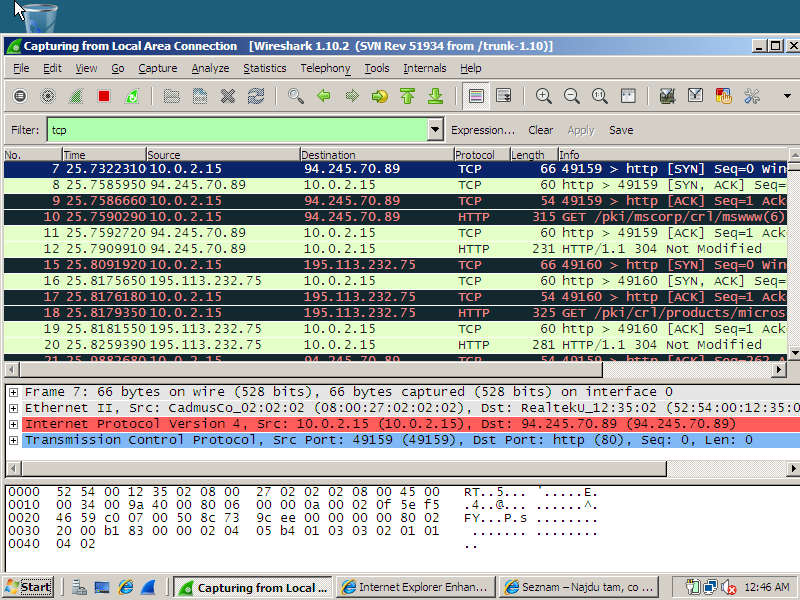 Capturing from Local Area Connection [Wireshark 1.10.2 (SVN Rev 51934 from /trunk-1.10)]
File Edit View Go Capture Analyze Statistics Telephony Tools Internals Help
Filter: tcp Expression... Clear Apply Save
No. Time Source Destination Protocol Length Info
7 25.7322310 10.0.2.15 94.245.70.89 TCP 66 49159 > http [SYN] Seq=0 Win
8 25.7585950 94.245.70.89 10.0.2.15 TCP 60 http > 49159 [SYN, ACK] Seq=
9 25.7586660 10.0.2.15 94.245.70.89 TCP 54 49159 > http [ACK] Seq=1 Ack
10 25.7590290 10.0.2.15 94.245.70.89 HTTP 315 GET /pki/mscorp/crl/mswww(6)
11 25.7592720 94.245.70.89 10.0.2.15 TCP 60 http > 49159 [ACK] Seq=1 Ack
12 25.7909910 94.245.70.89 10.0.2.15 HTTP 231 HTTP/1.1 304 Not Modified
15 25.8091920 10.0.2.15 195.113.232.75 TCP 66 49160 > http [SYN] Seq=0 Win
16 25.8175650 195.113.232.75 10.0.2.15 TCP 60 http > 49160 [SYN, ACK] Seq=
17 25.8176180 10.0.2.15 195.113.232.75 TCP 54 49160 > http [ACK] Seq=1 Ack
18 25.8179350 10.0.2.15 195.113.232.75 HTTP 325 GET /pki/crl/products/micros
19 25.8181550 195.113.232.75 10.0.2.15 TCP 60 http > 49160 [ACK] Seq=1 Ack
20 25.8259390 195.113.232.75 10.0.2.15 HTTP 281 HTTP/1.1 304 Not Modified
21 25.9882680 10.0.2.15 94.245.70.89 TCP 54 49159 > http [ACK] Seq=262 A
Frame 7: 66 bytes on wire (528 bits), 66 bytes captured (528 bits) on interface 0
Ethernet II, Src: CadmusCo_02:02:02 (08:00:27:02:02:02), Dst: RealtekU_12:35:02 (52:54:00:12:35:0
Internet Protocol Version 4, Src: 10.0.2.15 (10.0.2.15), Dst: 94.245.70.89 (94.245.70.89)
Transmission Control Protocol, Src Port: 49159 (49159), Dst Port: http (80), Seq: 0, Len: 0
0000 52 54 00 12 35 02 08 00 27 02 02 02 08 00 45 00 RT..5... '.....E.
0010 00 34 00 9a 40 00 80 06 00 00 0a 00 02 0f 5e f5 .4..@... ......^.
0020 46 59 c0 07 00 50 8c 73 9c ee 00 00 00 00 80 02 FY...P.s ........
0030 20 00 b1 83 00 00 02 04 05 b4 01 03 03 02 01 01 ....... ........
0040 04 02 ..
Start Capturing from Local ... Internet Explorer Enhan... Seznam – Najdu tam, co ... 12:46 AM